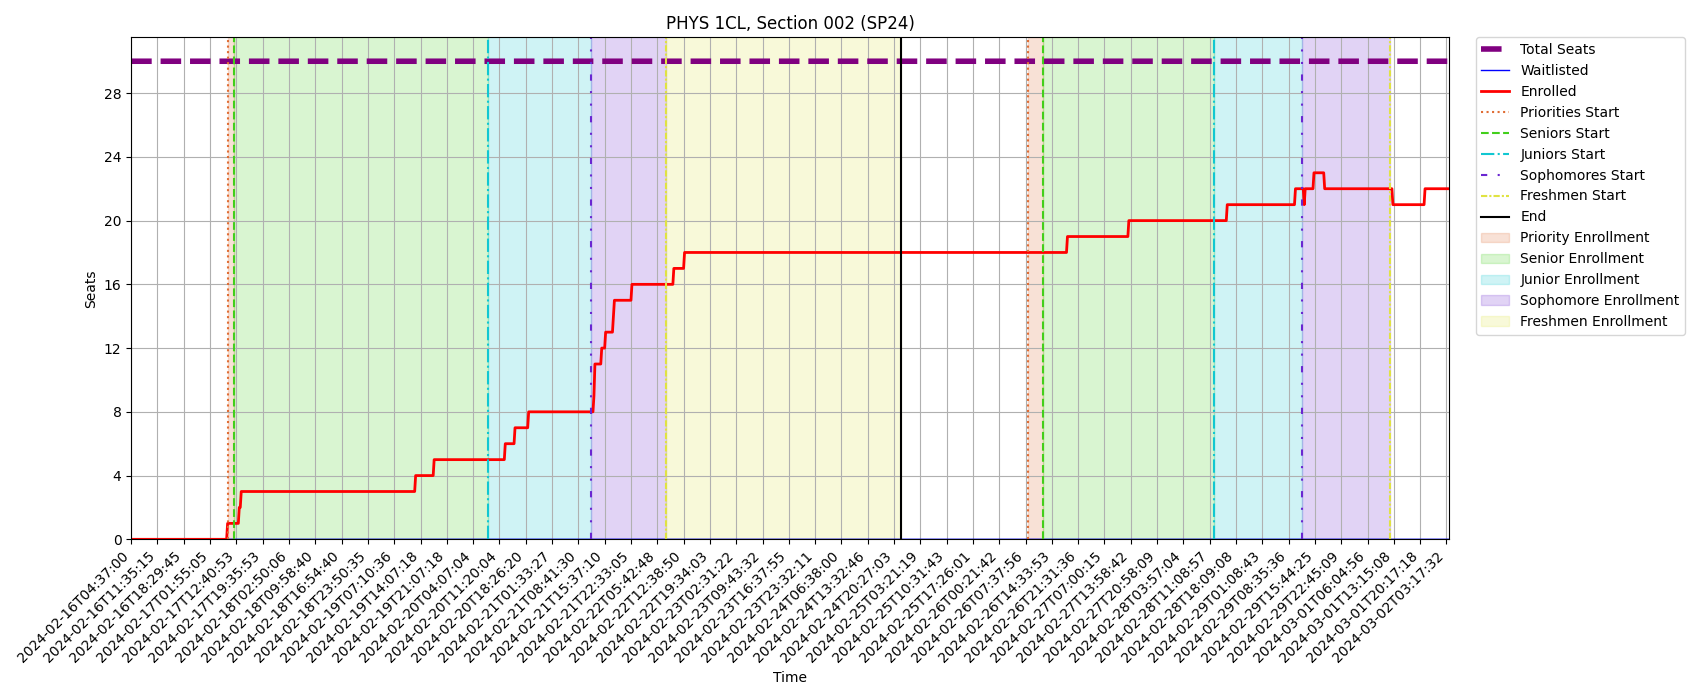 PHYS 1CL, Section 002 (SP24)
Total Seats
Waitlisted
Enrolled
Priorities Start
Seniors Start
Juniors Start
Sophomores Start
Freshmen Start
End
Priority Enrollment
Senior Enrollment
Junior Enrollment
Sophomore Enrollment
Freshmen Enrollment
Seats
28
24
20
16
12
8
4
0
2024-02-16T04:37:00
2024-02-16T11:35:15
2024-02-16T18:29:45
2024-02-17T01:55:05
2024-02-17T12:40:53
2024-02-17T19:35:53
2024-02-18T02:50:06
2024-02-18T09:58:40
2024-02-18T16:54:40
2024-02-18T23:50:35
2024-02-19T07:10:36
2024-02-19T14:07:18
2024-02-19T21:07:18
2024-02-20T04:07:04
2024-02-20T11:20:04
2024-02-20T18:26:20
2024-02-21T01:33:27
2024-02-21T08:41:30
2024-02-21T15:37:10
2024-02-21T22:33:05
2024-02-22T05:42:48
2024-02-22T12:38:50
2024-02-22T19:34:03
2024-02-23T02:31:22
2024-02-23T09:43:32
2024-02-23T16:37:55
2024-02-23T23:32:11
2024-02-24T06:38:00
2024-02-24T13:32:46
2024-02-24T20:27:03
2024-02-25T03:21:19
2024-02-25T10:31:43
2024-02-25T17:26:01
2024-02-26T00:21:42
2024-02-26T07:37:56
2024-02-26T14:33:53
2024-02-26T21:31:36
2024-02-27T07:00:15
2024-02-27T13:58:42
2024-02-27T20:58:09
2024-02-28T03:57:04
2024-02-28T11:08:57
2024-02-28T18:09:08
2024-02-29T01:08:43
2024-02-29T08:35:36
2024-02-29T15:44:25
2024-02-29T22:45:09
2024-03-01T06:04:56
2024-03-01T13:15:08
2024-03-01T20:17:18
2024-03-02T03:17:32
Time